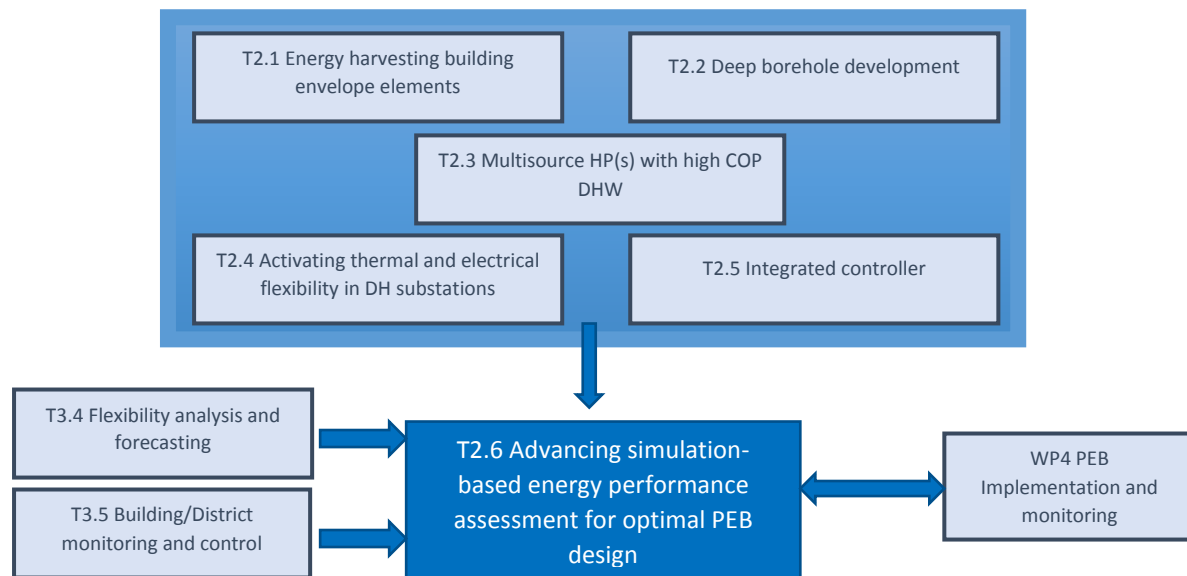 T2.1 Energy harvesting building
envelope elements
T2.2 Deep borehole development
T2.3 Multisource HP(s) with high COP
DHW
T2.4 Activating thermal and electrical
flexibility in DH substations
T2.5 Integrated controller
T3.4 Flexibility analysis and
forecasting
T3.5 Building/District
monitoring and control
T2.6 Advancing simulation-
based energy performance
assessment for optimal PEB
design
WP4 PEB
Implementation and
monitoring